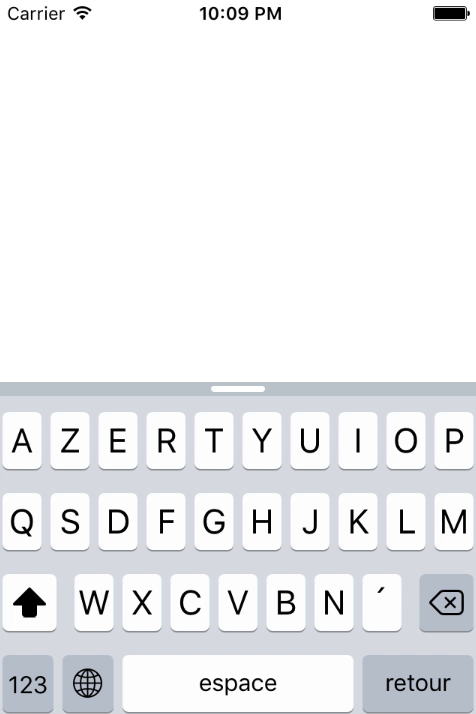 Carrier 10:09 PM
A Z E R T Y U I O P
Q S D F G H J K L M
W X C V B N ´
123 espace retour